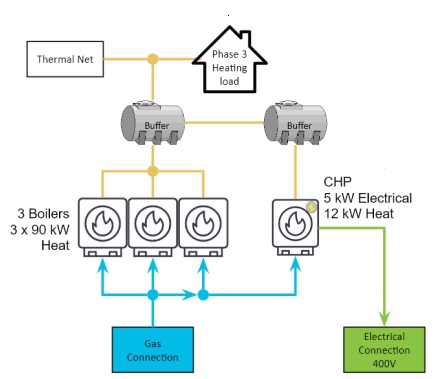 Thermal Net
Phase 3
Heating
load
Buffer
Buffer
3 Boilers
3 x 90 kW
Heat
CHP
5 kW Electrical
12 kW Heat
Gas
Connection
Electrical
Connection
400V